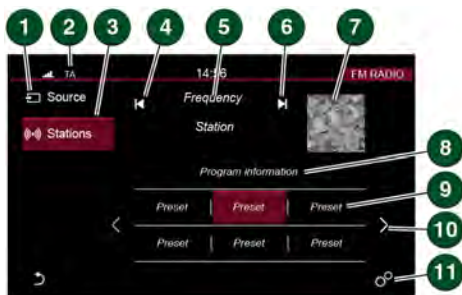 1 2 3 4 5 6 7
TA 14:56 FM RADIO
Source Frequency
Stations Station
8
Program information
9
Preset Preset Preset
10
Preset Preset Preset
11